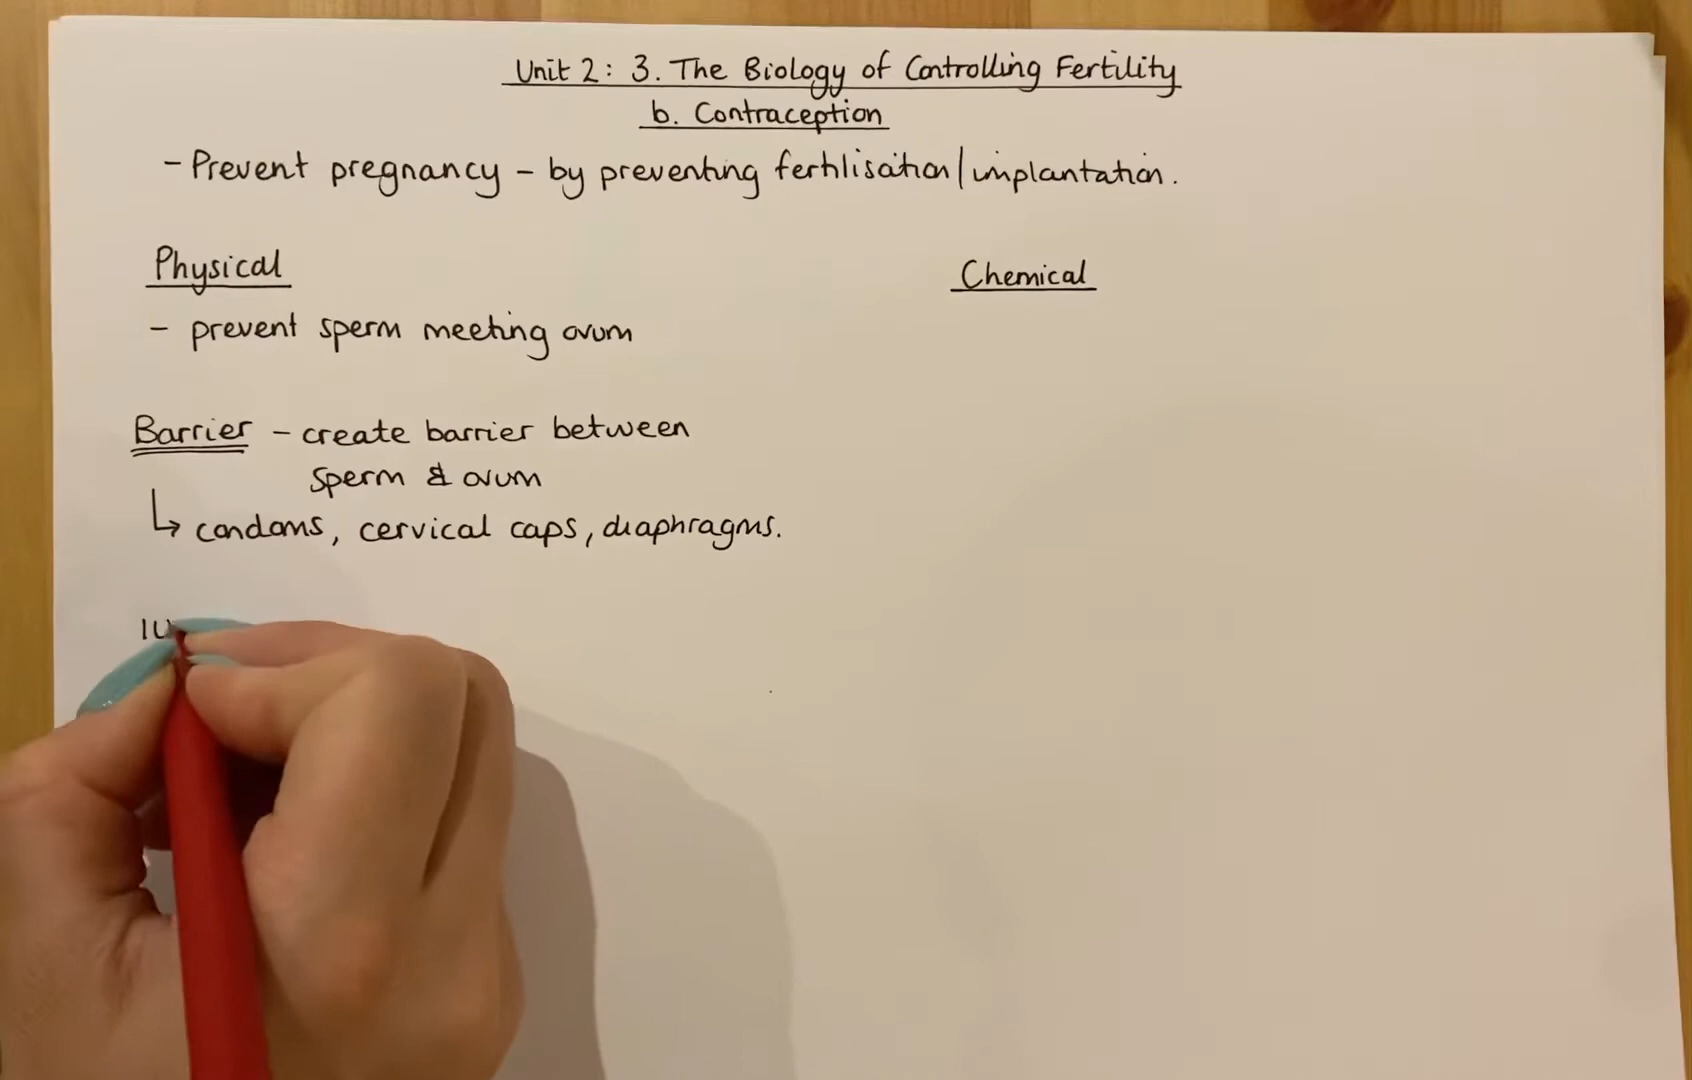 Unit 2: 3. The Biology of Controlling Fertility
b. Contraception
- Prevent pregnancy - by preventing fertilisation/implantation.
Physical
Chemical
- prevent sperm meeting ovum
Barrier - create barrier between
sperm & ovum
↳ condoms, cervical caps, diaphragms.
IU